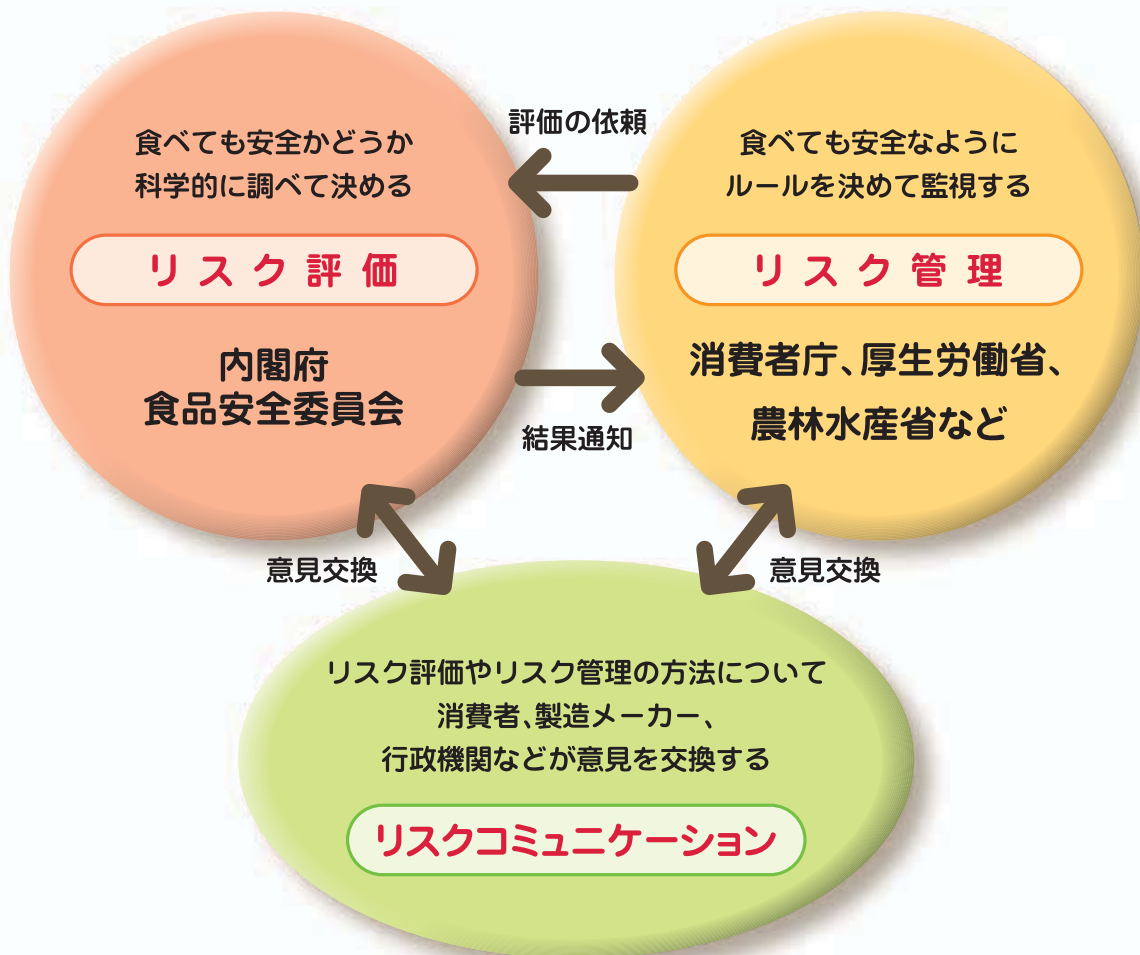 食べても安全かどうか
科学的に調べて決める
リスク評価
内閣府
食品安全委員会
評価の依頼
結果通知
食べても安全なように
ルールを決めて監視する
リスク管理
消費者庁、厚生労働省、
農林水産省など
意見交換
意見交換
リスク評価やリスク管理の方法について
消費者、製造メーカー、
行政機関などが意見を交換する
リスクコミュニケーション